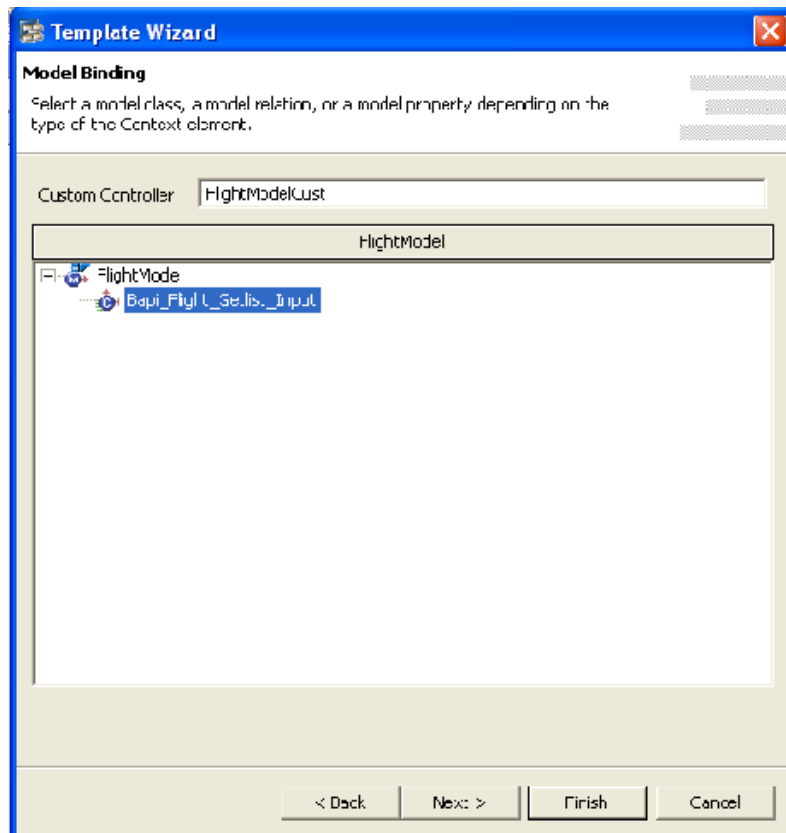 Template Wizard
Model Binding
Select a model class, a model relation, or a model property depending on the
type of the Context element.
Custom Controller FlightModelCust
FlightModel
FlightMode
Bapi_Flight_Getlist_Input
< Back Next > Finish Cancel